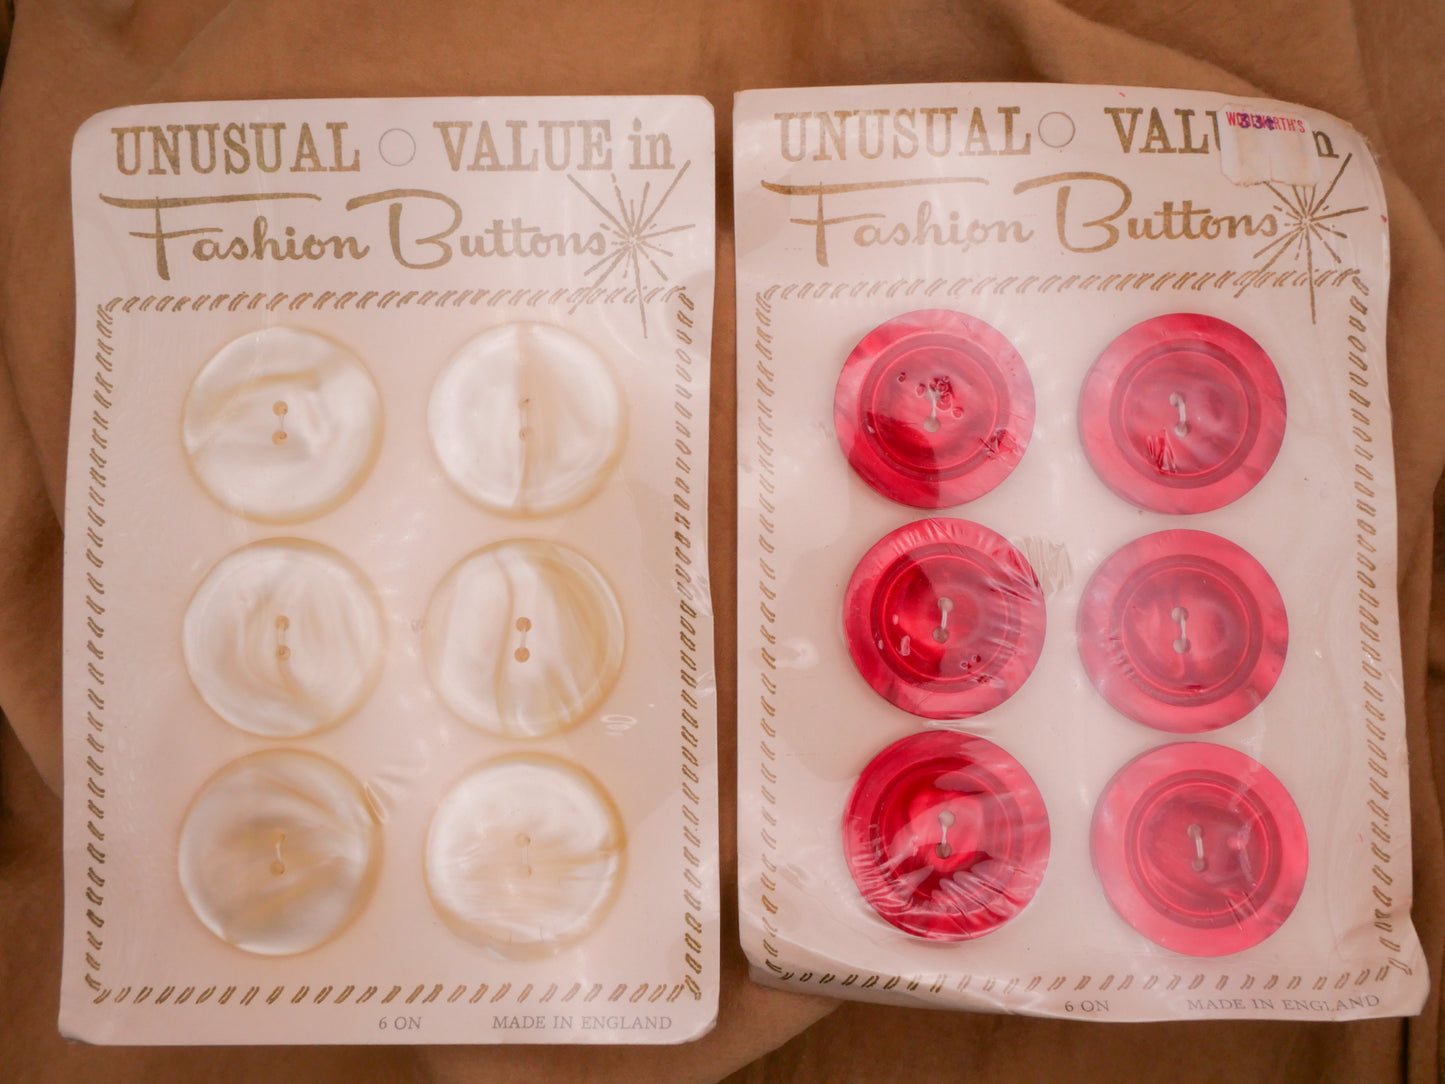 UNUSUAL VALUE in
Fashion Buttons
6 ON MADE IN ENGLAND
UNUSUAL VAL n
WOOLWORTH'S
Fashion Buttons
6 ON MADE IN ENGLAND